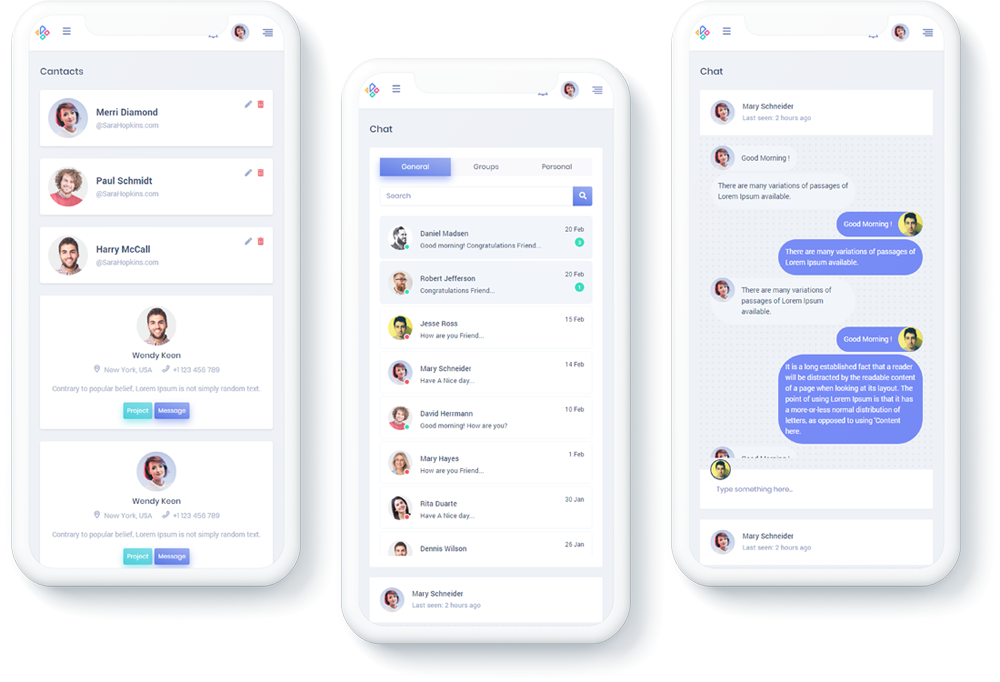 Cantacts
Merri Diamond
@SaraHopkins.com
Paul Schmidt
@SaraHopkins.com
Harry McCall
@SaraHopkins.com
Wondy Keen
New York, USA +1 123 456 789
Contrary to popular belief, Lorem Ipsum is not simply random text.
Project Message
Wondy Keen
New York, USA +1 123 456 789
Contrary to popular belief, Lorem Ipsum is not simply random text.
Project Message
Chat
General Groups Personal
Search
Daniel Madsen 20 Feb
Good morning! Congratulations Friend...
Robert Jefferson 20 Feb
Congratulations Friend...
Jesse Ross 15 Feb
How are you Friend...
Mary Schneider 14 Feb
Have A Nice day...
David Herrmann 10 Feb
Good morning! How are you?
Mary Hayes 1 Feb
How are you Friend...
Rita Duarte 30 Jan
Have A Nice day...
Dennis Wilson 26 Jan
Mary Schneider
Last seen: 2 hours ago
Chat
Mary Schneider
Last seen: 2 hours ago
Good Morning !
There are many variations of passages of
Lorem Ipsum available.
Good Morning !
There are many variations of passages of
Lorem Ipsum available.
There are many variations of
passages of Lorem Ipsum
available.
Good Morning !
It is a long established fact that a reader
will be distracted by the readable content
of a page when looking at its layout. The
point of using Lorem Ipsum is that it has
a more-or-less normal distribution of
letters, as opposed to using 'Content
here.
Good Morning !
Type something here..
Mary Schneider
Last seen: 2 hours ago